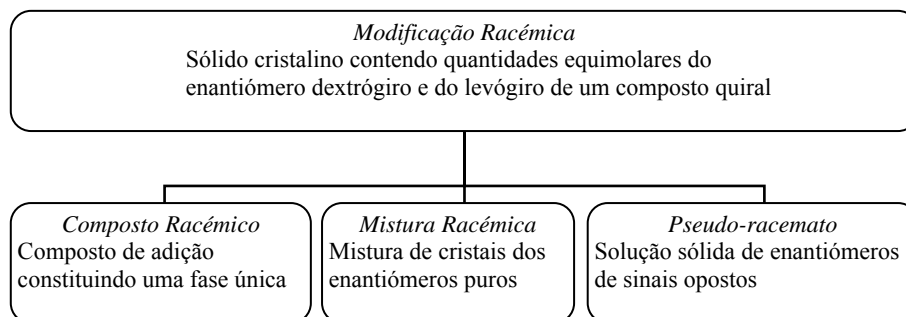 Modificação Racémica
Sólido cristalino contendo quantidades equimolares do
enantiómero dextrógiro e do levógiro de um composto quiral
Composto Racémico
Composto de adição
constituindo uma fase única
Mistura Racémica
Mistura de cristais dos
enantiómeros puros
Pseudo-racemato
Solução sólida de enantiómeros
de sinais opostos